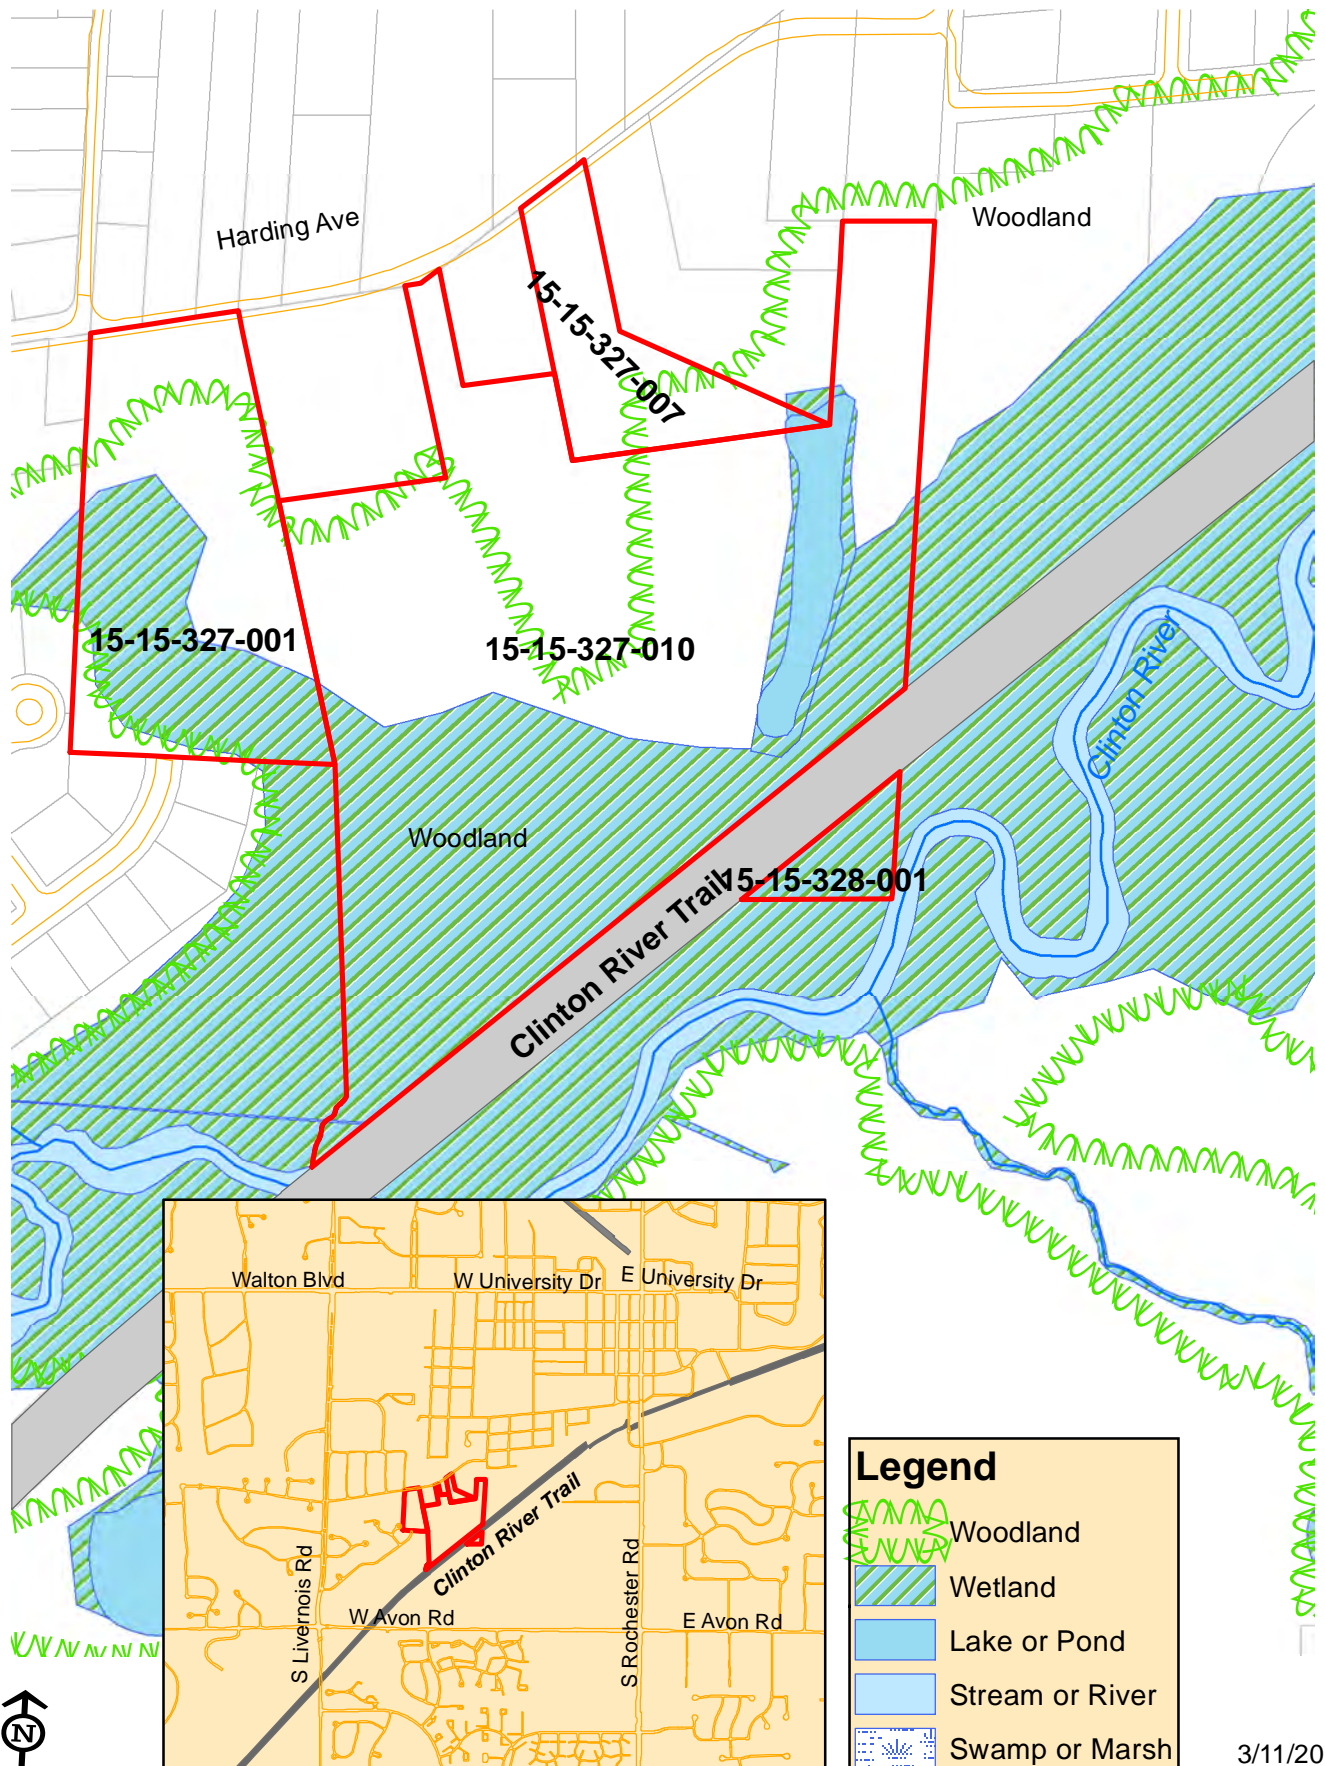 Harding Ave
Woodland
15-15-327-007
15-15-327-001
15-15-327-010
Clinton River
Woodland
15-15-328-001
Clinton River Trail
Walton Blvd
W University Dr
E University Dr
Clinton River Trail
S Livernois Rd
S Rochester Rd
W Avon Rd
E Avon Rd
Legend
Woodland
Wetland
Lake or Pond
Stream or River
Swamp or Marsh
N
3/11/20